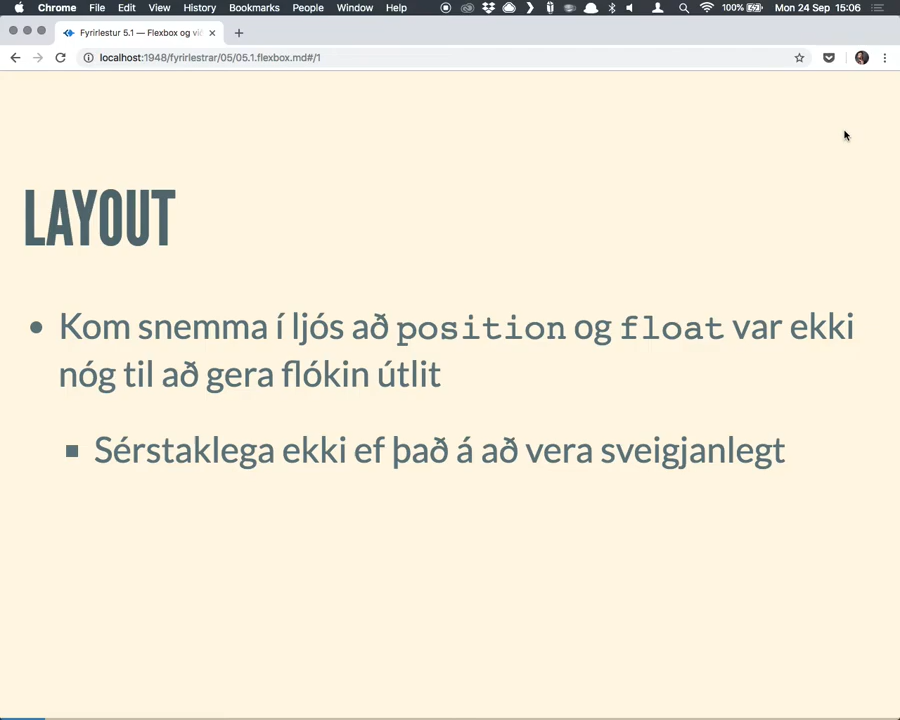 Chrome File Edit View History Bookmarks People Window Help 100% Mon 24 Sep 15:06
Fyrirlestur 5.1 — Flexbox og vi
localhost:1948/fyrirlestrar/05/05.1.flexbox.md#/1
LAYOUT
Kom snemma í ljós að position og float var ekki
nóg til að gera flókin útlit
Sérstaklega ekki ef það á að vera sveigjanlegt